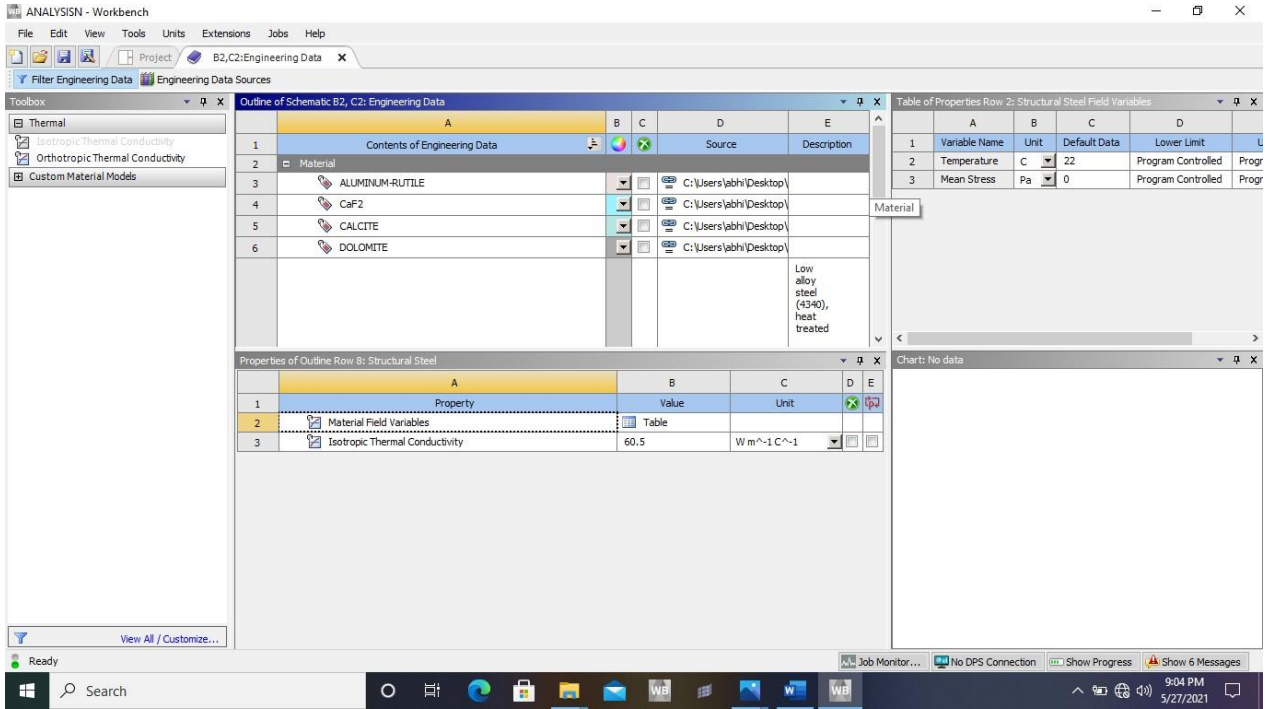 ANALYSISN - Workbench
File Edit View Tools Units Extensions Jobs Help
Project B2,C2:Engineering Data X
Filter Engineering Data Engineering Data Sources
Toolbox
Thermal
Isotropic Thermal Conductivity
Orthotropic Thermal Conductivity
Custom Material Models
View All / Customize...
Outline of Schematic B2, C2: Engineering Data
A B C D E
1 Contents of Engineering Data Source Description
2 Material
3 ALUMINUM-RUTILE C:\Users\abhi\Desktop\
4 CaF2 C:\Users\abhi\Desktop\
5 CALCITE C:\Users\abhi\Desktop\
6 DOLOMITE C:\Users\abhi\Desktop\
Low
alloy
steel
(4340),
heat
treated
Material
Properties of Outline Row 8: Structural Steel
A B C D E
1 Property Value Unit
2 Material Field Variables Table
3 Isotropic Thermal Conductivity 60.5 W m^-1 C^-1
Table of Properties Row 2: Structural Steel Field Variables
A B C D
1 Variable Name Unit Default Data Lower Limit U
2 Temperature C 22 Program Controlled Progr
3 Mean Stress Pa 0 Program Controlled Progr
Chart: No data
Ready
Job Monitor... No DPS Connection Show Progress Show 6 Messages
Search
WB W WB
9:04 PM
5/27/2021